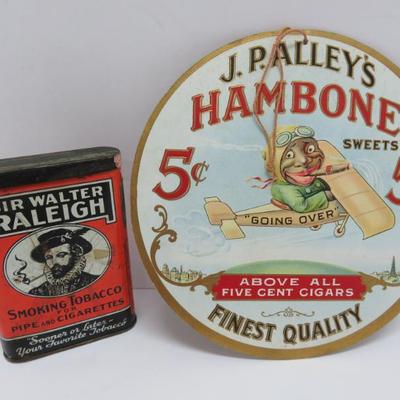 SIR WALTER
RALEIGH
SMOKING TOBACCO
FOR
PIPE AND CIGARETTES
"Sooner or Later-
Your Favorite Tobacco"
J. P. ALLEY'S
HAMBONE
SWEETS
5¢
5
"GOING OVER"
ABOVE ALL
FIVE CENT CIGARS
FINEST QUALITY